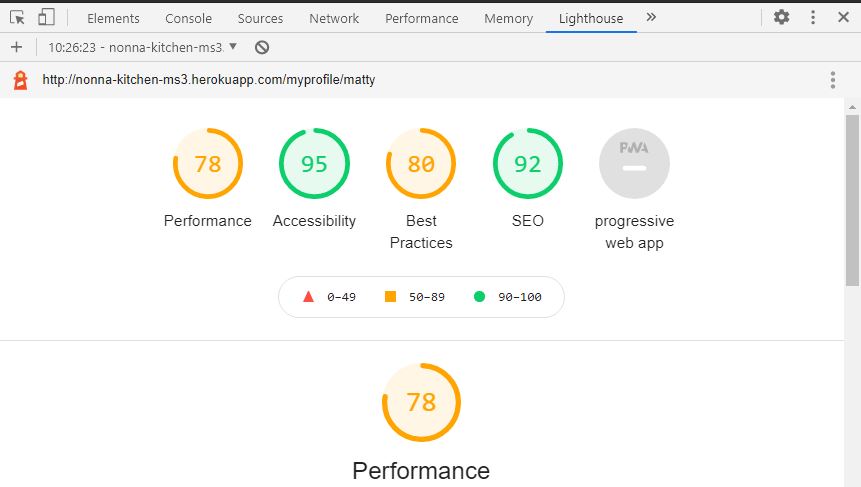 Elements Console Sources Network Performance Memory Lighthouse
10:26:23 - nonna-kitchen-ms3.
http://nonna-kitchen-ms3.herokuapp.com/myprofile/matty
78 95 80 92 PWA
Performance Accessibility Best Practices SEO progressive web app
0–49 50–89 90–100
78
Performance